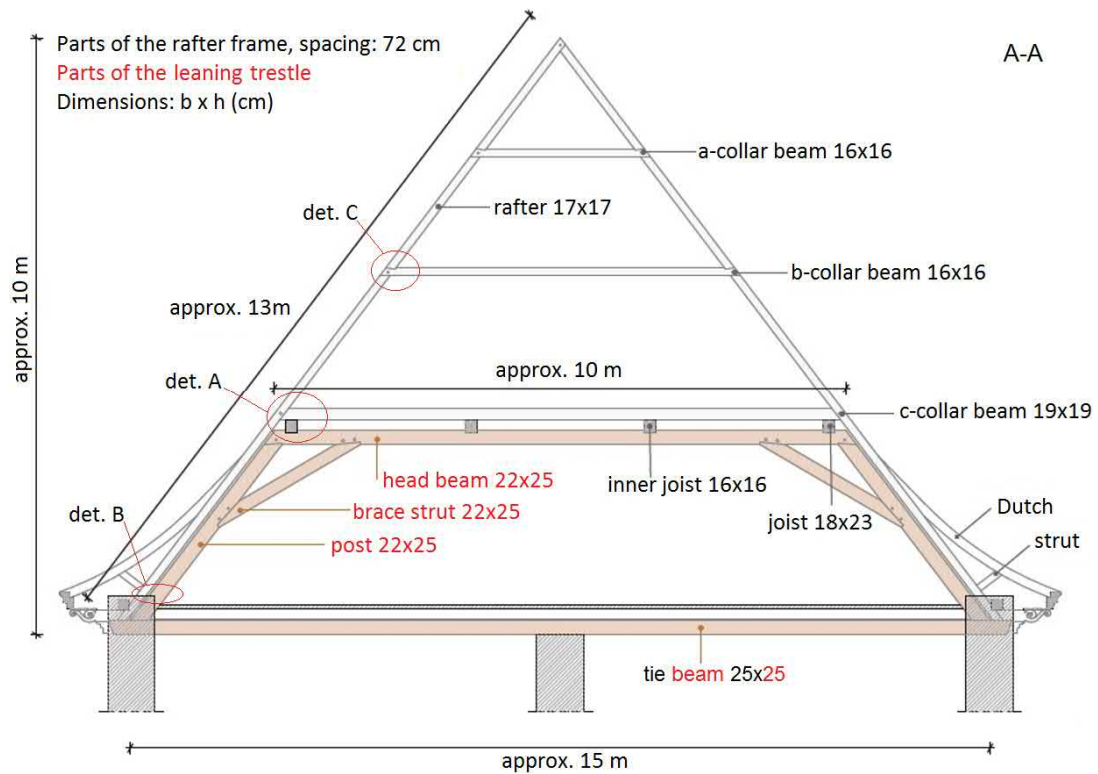 Parts of the rafter frame, spacing: 72 cm
Parts of the leaning trestle
Dimensions: b x h (cm)
A-A
a-collar beam 16x16
rafter 17x17
det. C
b-collar beam 16x16
approx. 13m
approx. 10 m
approx. 10 m
det. A
c-collar beam 19x19
head beam 22x25
inner joist 16x16
brace strut 22x25
joist 18x23
det. B
post 22x25
Dutch
strut
tie beam 25x25
approx. 15 m